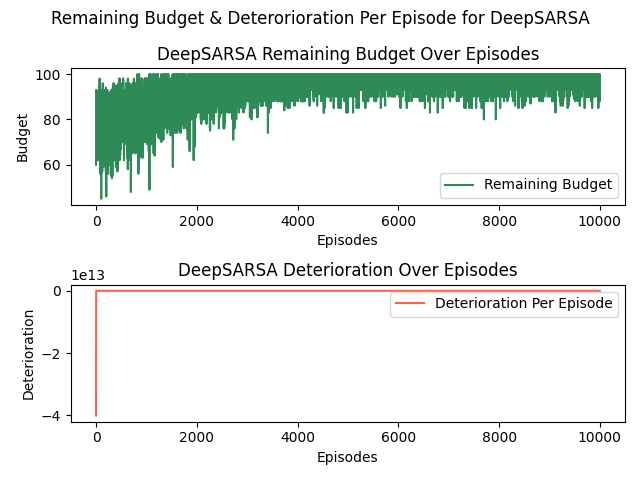 Remaining Budget & Deterorioration Per Episode for DeepSARSA
DeepSARSA Remaining Budget Over Episodes
100
80
60
Budget
Remaining Budget
0 2000 4000 6000 8000 10000
Episodes
1e13
DeepSARSA Deterioration Over Episodes
0
−2
−4
Deterioration
Deterioration Per Episode
0 2000 4000 6000 8000 10000
Episodes